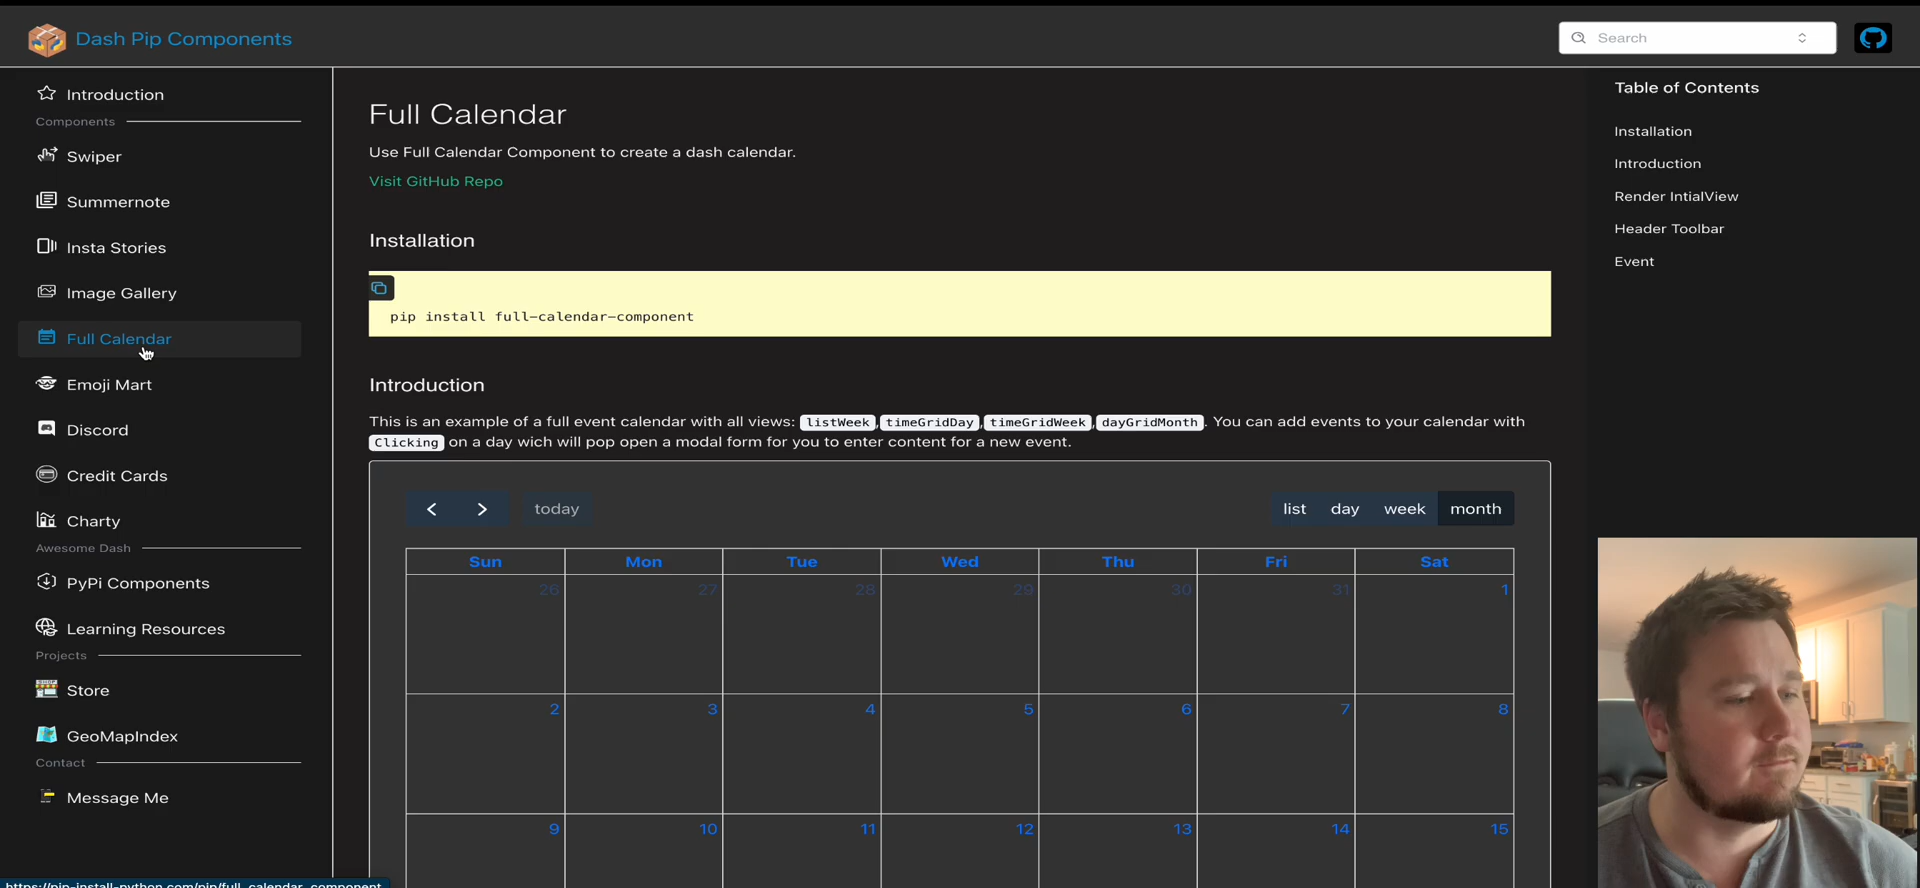 Dash Pip Components
Search
Introduction
Components
Swiper
Summernote
Insta Stories
Image Gallery
Full Calendar
Emoji Mart
Discord
Credit Cards
Charty
Awesome Dash
PyPi Components
Learning Resources
Projects
Store
GeoMapIndex
Contact
Message Me
https://pip-install-python.com/pip/full_calendar_component
Full Calendar
Use Full Calendar Component to create a dash calendar.
Visit GitHub Repo
Installation
pip install full-calendar-component
Introduction
This is an example of a full event calendar with all views: listWeek, timeGridDay, timeGridWeek, dayGridMonth. You can add events to your calendar with
Clicking on a day wich will pop open a modal form for you to enter content for a new event.
today list day week month
Sun Mon Tue Wed Thu Fri Sat
26 27 28 29 30 31 1
2 3 4 5 6 7 8
9 10 11 12 13 14 15
Table of Contents
Installation
Introduction
Render IntialView
Header Toolbar
Event